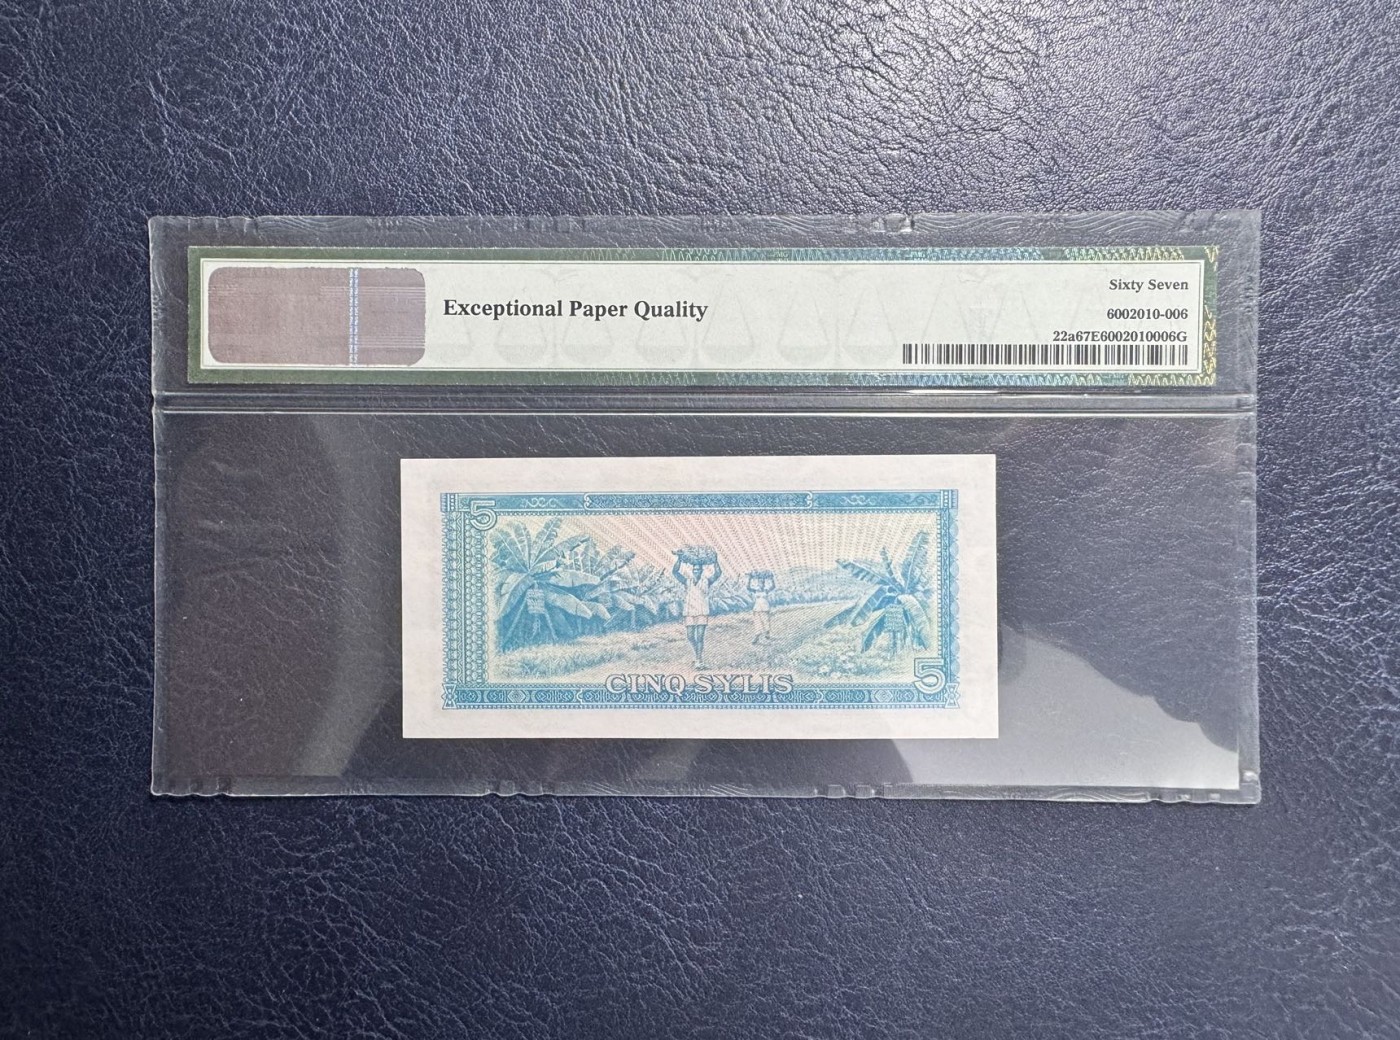 Exceptional Paper Quality
Sixty Seven
6002010-006
22a67E6002010006G
5
5
CINQ SYLIS